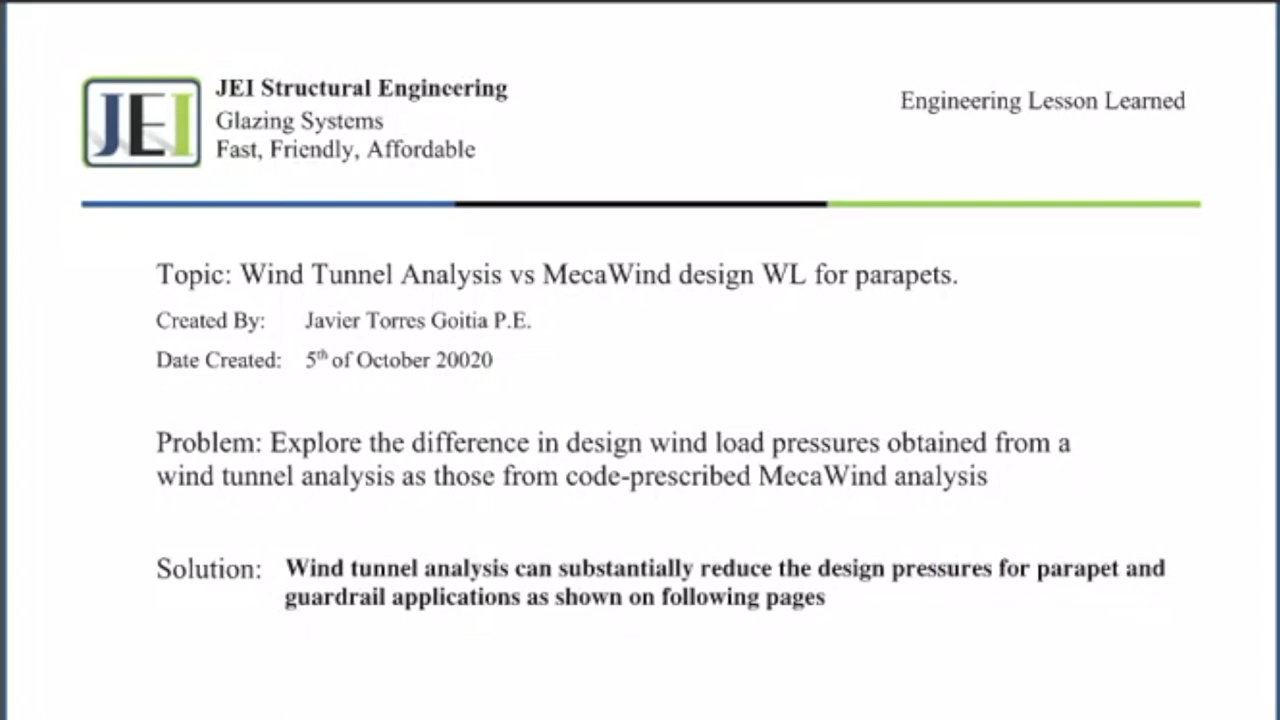 JEI
JEI Structural Engineering
Glazing Systems
Fast, Friendly, Affordable
Engineering Lesson Learned
Topic: Wind Tunnel Analysis vs MecaWind design WL for parapets.
Created By: Javier Torres Goitia P.E.
Date Created: 5th of October 20020
Problem: Explore the difference in design wind load pressures obtained from a
wind tunnel analysis as those from code-prescribed MecaWind analysis
Solution: Wind tunnel analysis can substantially reduce the design pressures for parapet and
guardrail applications as shown on following pages